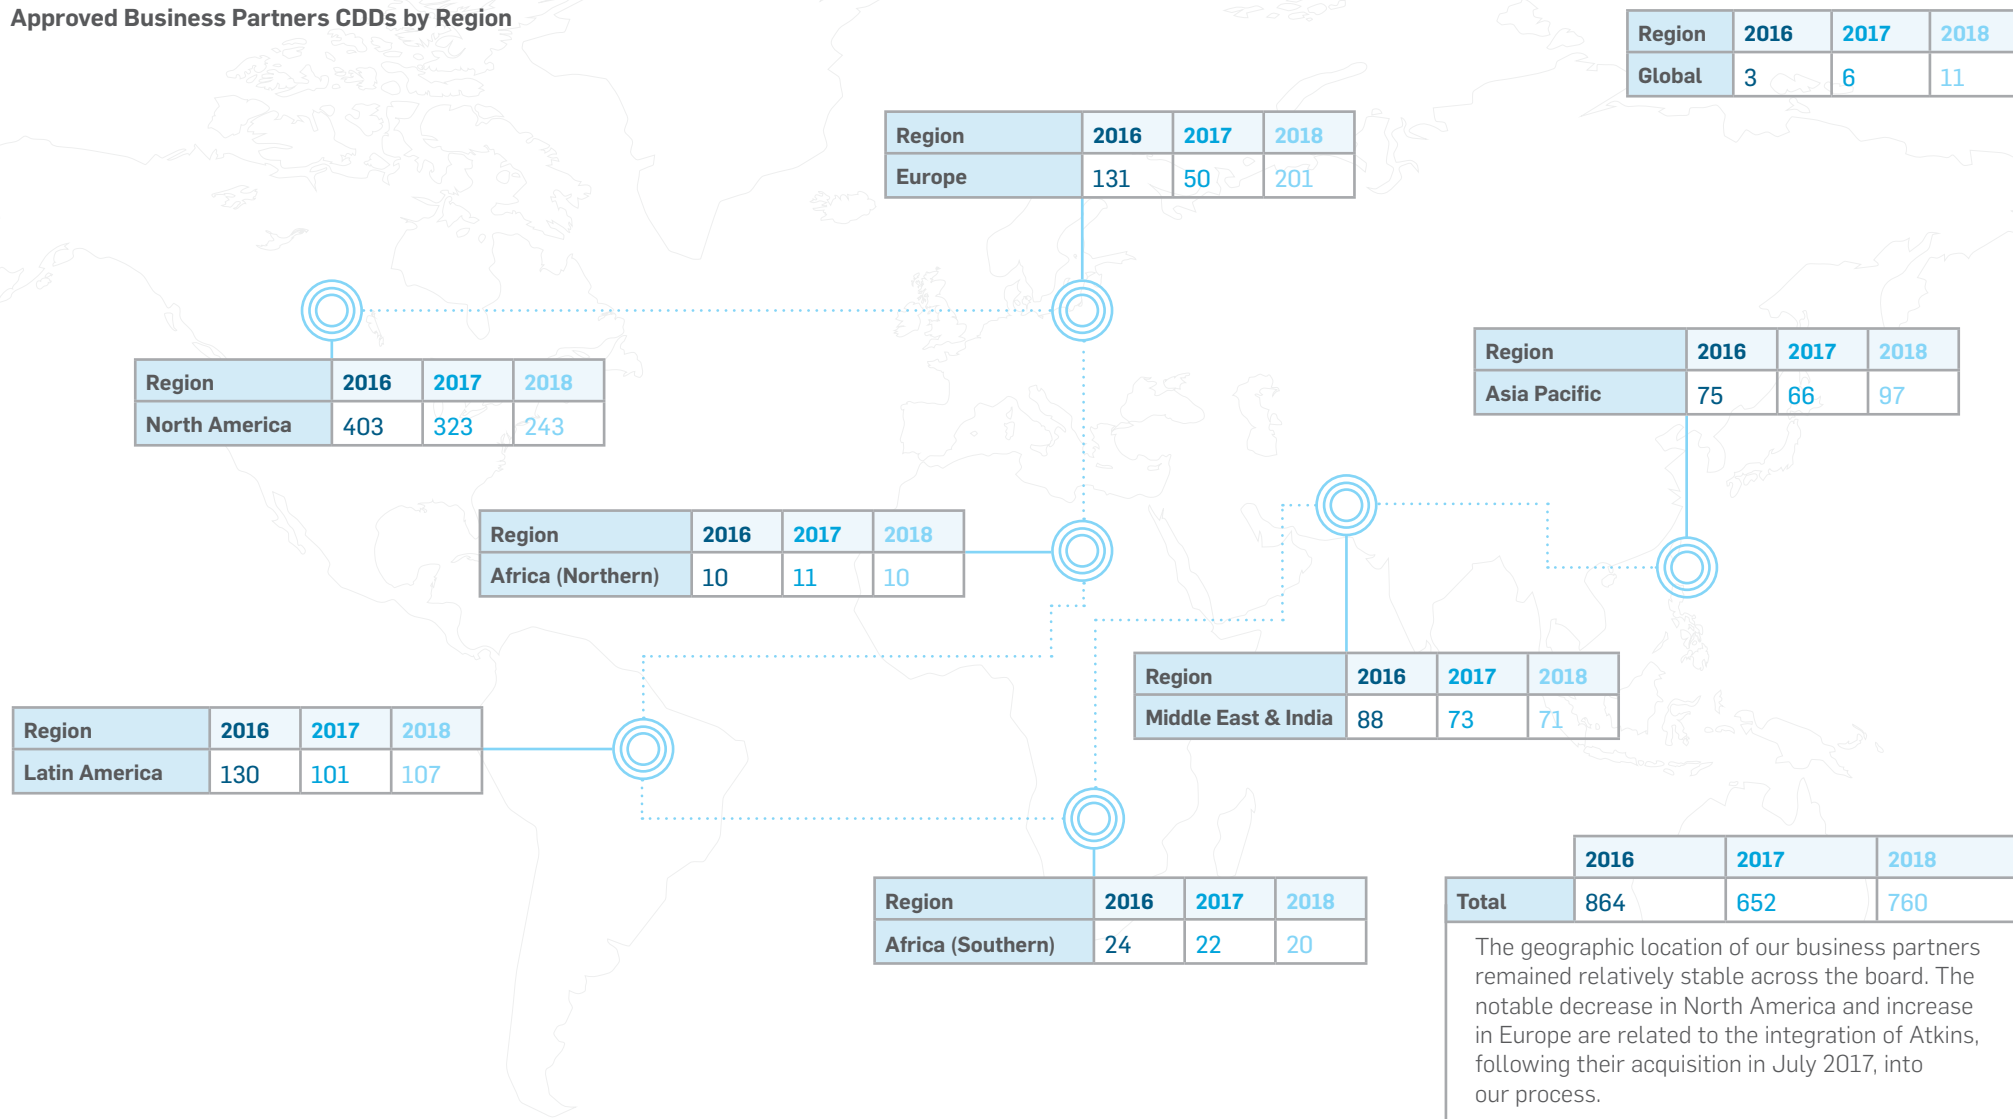 Approved Business Partners CDDs by Region
Region 2016 2017 2018
Global 3 6 11
Region 2016 2017 2018
Europe 131 50 201
Region 2016 2017 2018
North America 403 323 243
Region 2016 2017 2018
Asia Pacific 75 66 97
Region 2016 2017 2018
Africa (Northern) 10 11 10
Region 2016 2017 2018
Middle East & India 88 73 71
Region 2016 2017 2018
Latin America 130 101 107
Region 2016 2017 2018
Africa (Southern) 24 22 20
2016 2017 2018
Total 864 652 760
The geographic location of our business partners
remained relatively stable across the board. The
notable decrease in North America and increase
in Europe are related to the integration of Atkins,
following their acquisition in July 2017, into
our process.